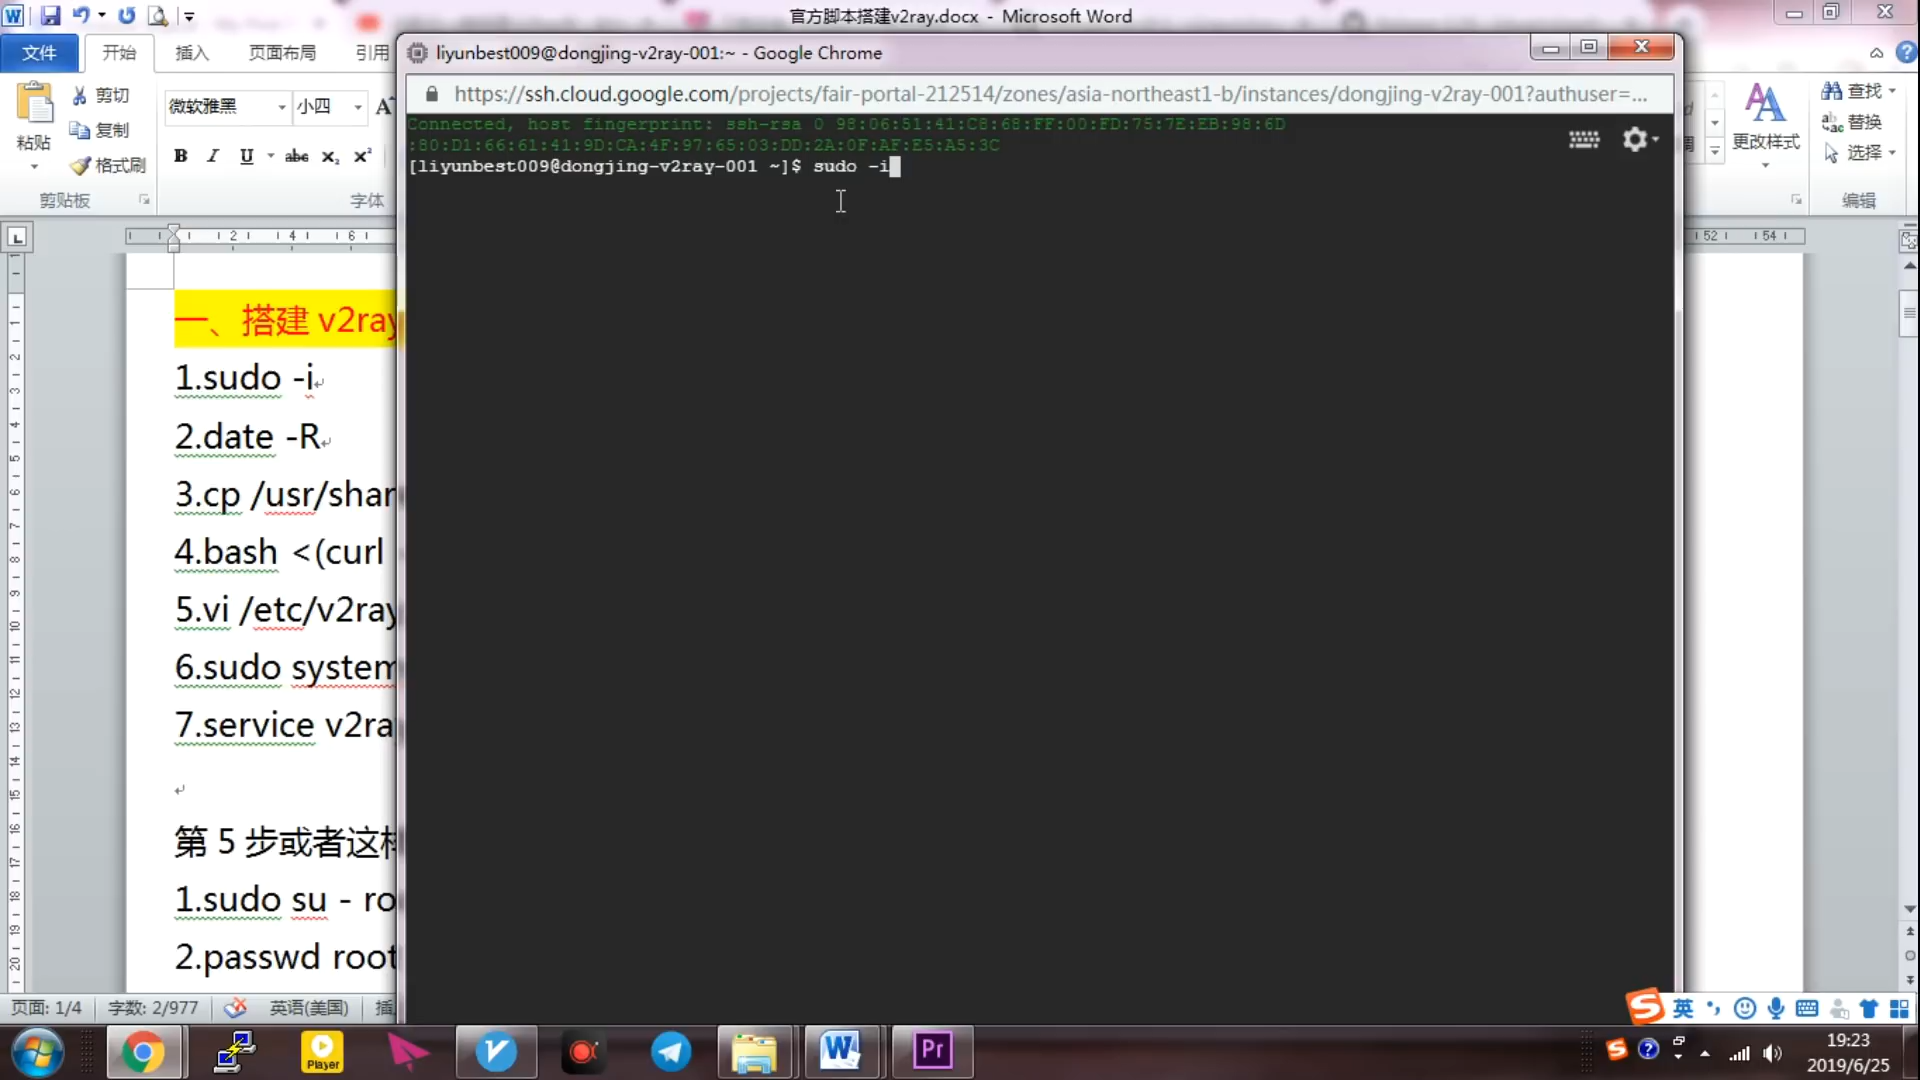 官方脚本搭建v2ray.docx - Microsoft Word
文件 开始 插入 页面布局 引用
剪切
微软雅黑 小四
查找
粘贴
复制
替换
更改样式
格式刷
选择
剪贴板 字体 编辑
liyunbest009@dongjing-v2ray-001:~ - Google Chrome
https://ssh.cloud.google.com/projects/fair-portal-212514/zones/asia-northeast1-b/instances/dongjing-v2ray-001?authuser=...
Connected, host fingerprint: ssh-rsa 0 98:06:51:41:C8:68:FF:00:FD:75:7E:EB:98:6D
:80:D1:66:61:41:9D:CA:4F:97:65:03:DD:2A:0F:AF:E5:A5:3C
[liyunbest009@dongjing-v2ray-001 ~]$ sudo -i
一、搭建 v2ray
1.sudo -i
2.date -R
3.cp /usr/shar
4.bash <(curl
5.vi /etc/v2ray
6.sudo system
7.service v2ra
第 5 步或者这样
1.sudo su - ro
2.passwd root
页面: 1/4 字数: 2/977 英语(美国)
英
Player
Pr
19:23
2019/6/25